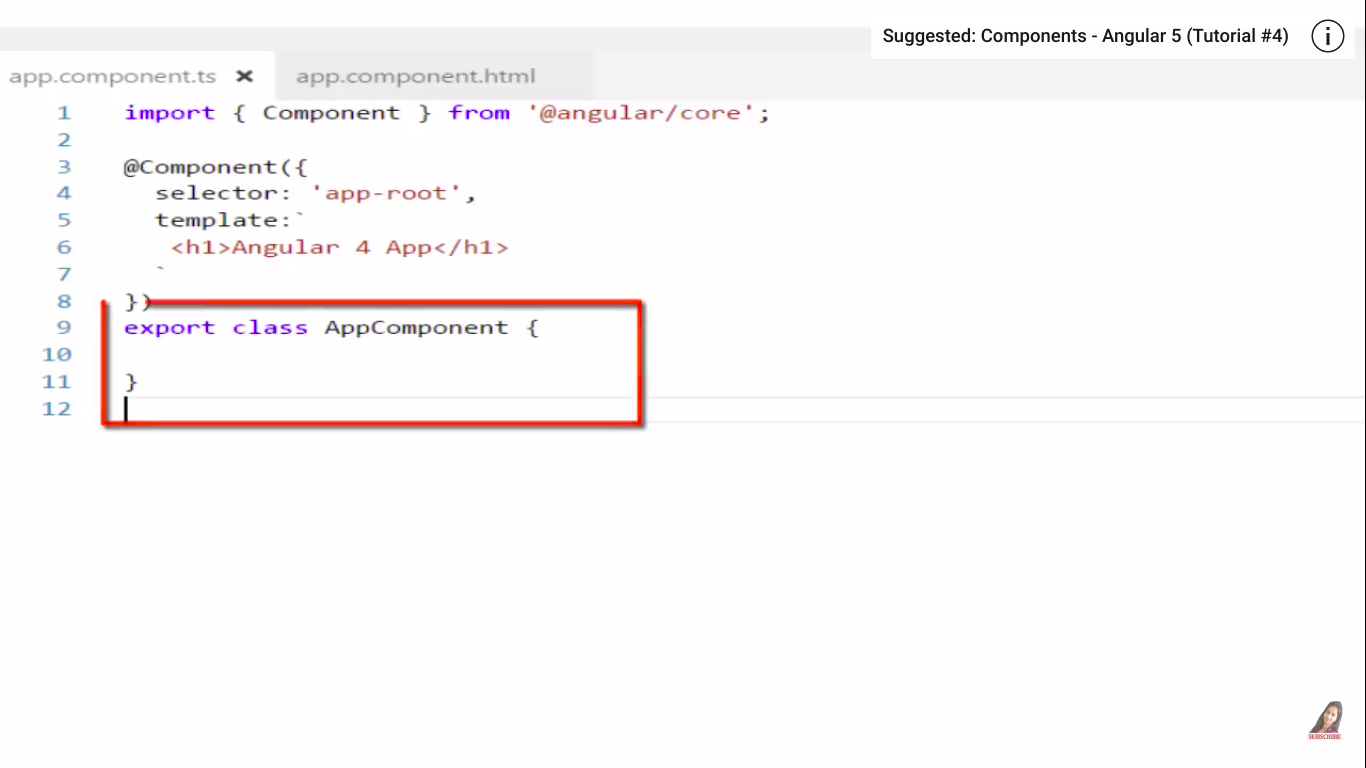 Suggested: Components - Angular 5 (Tutorial #4)
app.component.ts
app.component.html
1 import { Component } from '@angular/core';
2
3 @Component({
4 selector: 'app-root',
5 template:`
6 <h1>Angular 4 App</h1>
7 `
8 })
9 export class AppComponent {
10
11 }
12
SUBSCRIBE